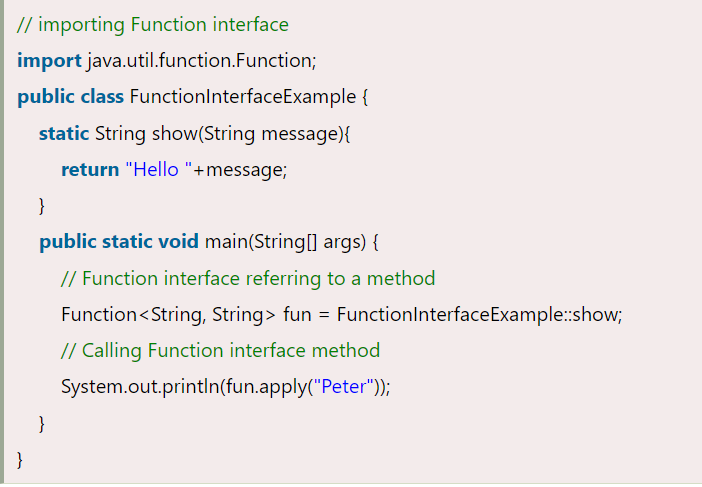 // importing Function interface
import java.util.function.Function;
public class FunctionInterfaceExample {
static String show(String message){
return "Hello "+message;
}
public static void main(String[] args) {
// Function interface referring to a method
Function<String, String> fun = FunctionInterfaceExample::show;
// Calling Function interface method
System.out.println(fun.apply("Peter"));
}
}